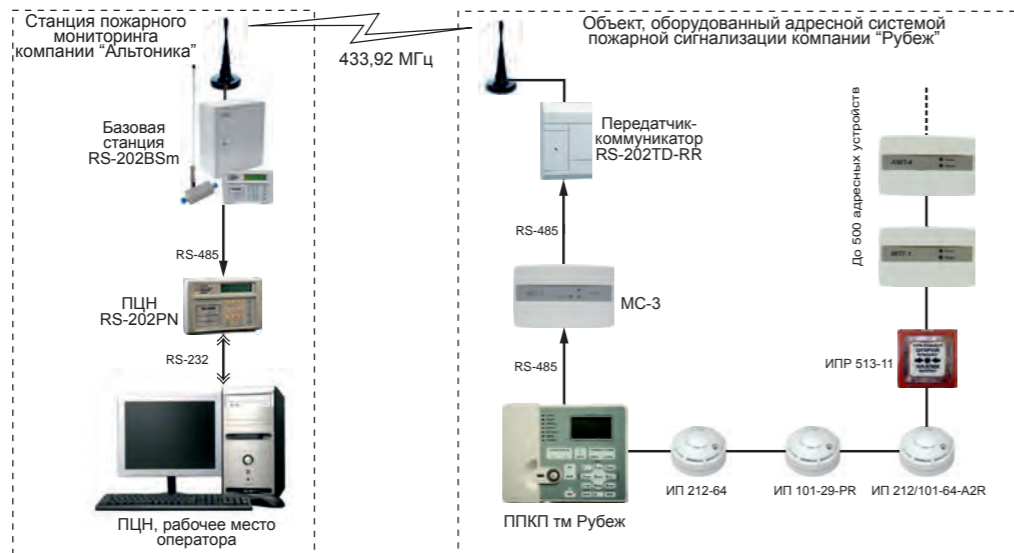 Станция пожарного
мониторинга
компании “Альтоника”
433,92 МГц
Базовая
станция
RS-202BSm
RS-485
ПЦН
RS-202PN
RS-232
ПЦН, рабочее место
оператора
Объект, оборудованный адресной системой
пожарной сигнализации компании “Рубеж”
Передатчик-
коммуникатор
RS-202TD-RR
RS-485
МС-3
RS-485
ППКП тм Рубеж
ИП 212-64
ИП 101-29-PR
ИП 212/101-64-A2R
ИПР 513-11
До 500 адресных устройств